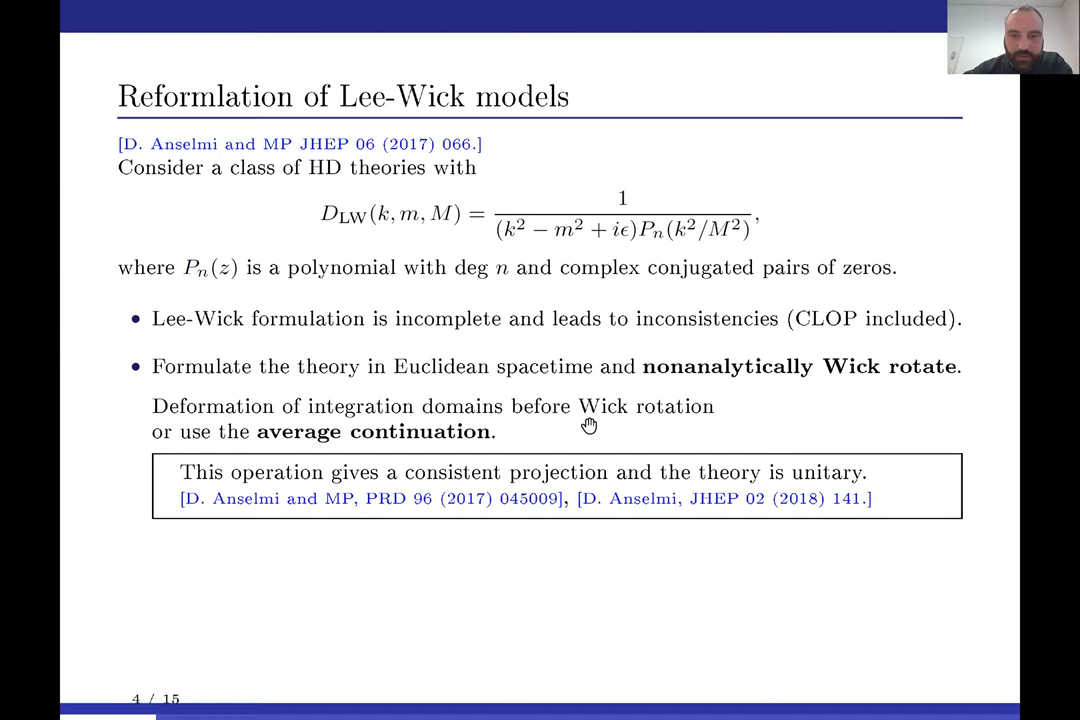 Reformlation of Lee-Wick models
[D. Anselmi and MP JHEP 06 (2017) 066.]
Consider a class of HD theories with
D_LW(k, m, M) = 1 / ((k² − m² + iϵ)P_n(k²/M²)),
where P_n(z) is a polynomial with deg n and complex conjugated pairs of zeros.
• Lee-Wick formulation is incomplete and leads to inconsistencies (CLOP included).
• Formulate the theory in Euclidean spacetime and nonanalytically Wick rotate.
Deformation of integration domains before Wick rotation
or use the average continuation.
This operation gives a consistent projection and the theory is unitary.
[D. Anselmi and MP, PRD 96 (2017) 045009], [D. Anselmi, JHEP 02 (2018) 141.]
4 / 15